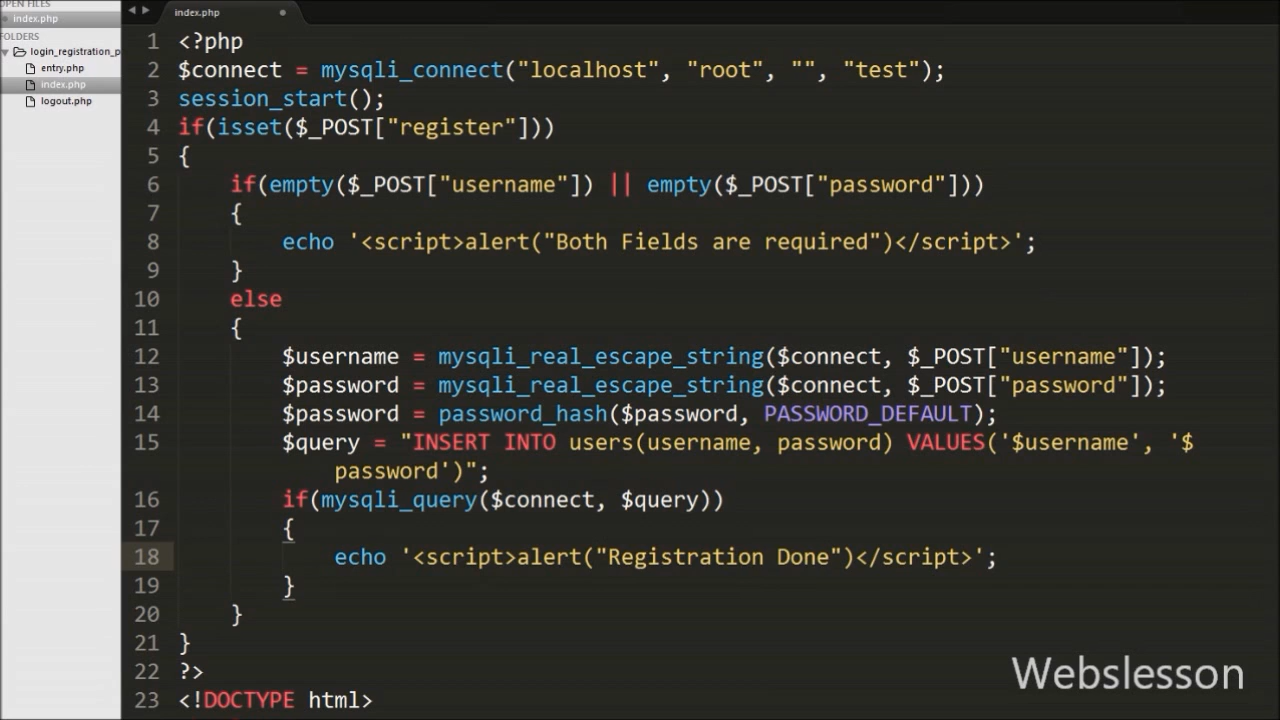 OPEN FILES
index.php
FOLDERS
login_registration_p
entry.php
index.php
logout.php
index.php
1 <?php
2 $connect = mysqli_connect("localhost", "root", "", "test");
3 session_start();
4 if(isset($_POST["register"]))
5 {
6 if(empty($_POST["username"]) || empty($_POST["password"]))
7 {
8 echo '<script>alert("Both Fields are required")</script>';
9 }
10 else
11 {
12 $username = mysqli_real_escape_string($connect, $_POST["username"]);
13 $password = mysqli_real_escape_string($connect, $_POST["password"]);
14 $password = password_hash($password, PASSWORD_DEFAULT);
15 $query = "INSERT INTO users(username, password) VALUES('$username', '$
password')";
16 if(mysqli_query($connect, $query))
17 {
18 echo '<script>alert("Registration Done")</script>';
19 }
20 }
21 }
22 ?>
23 <!DOCTYPE html>
Webslesson